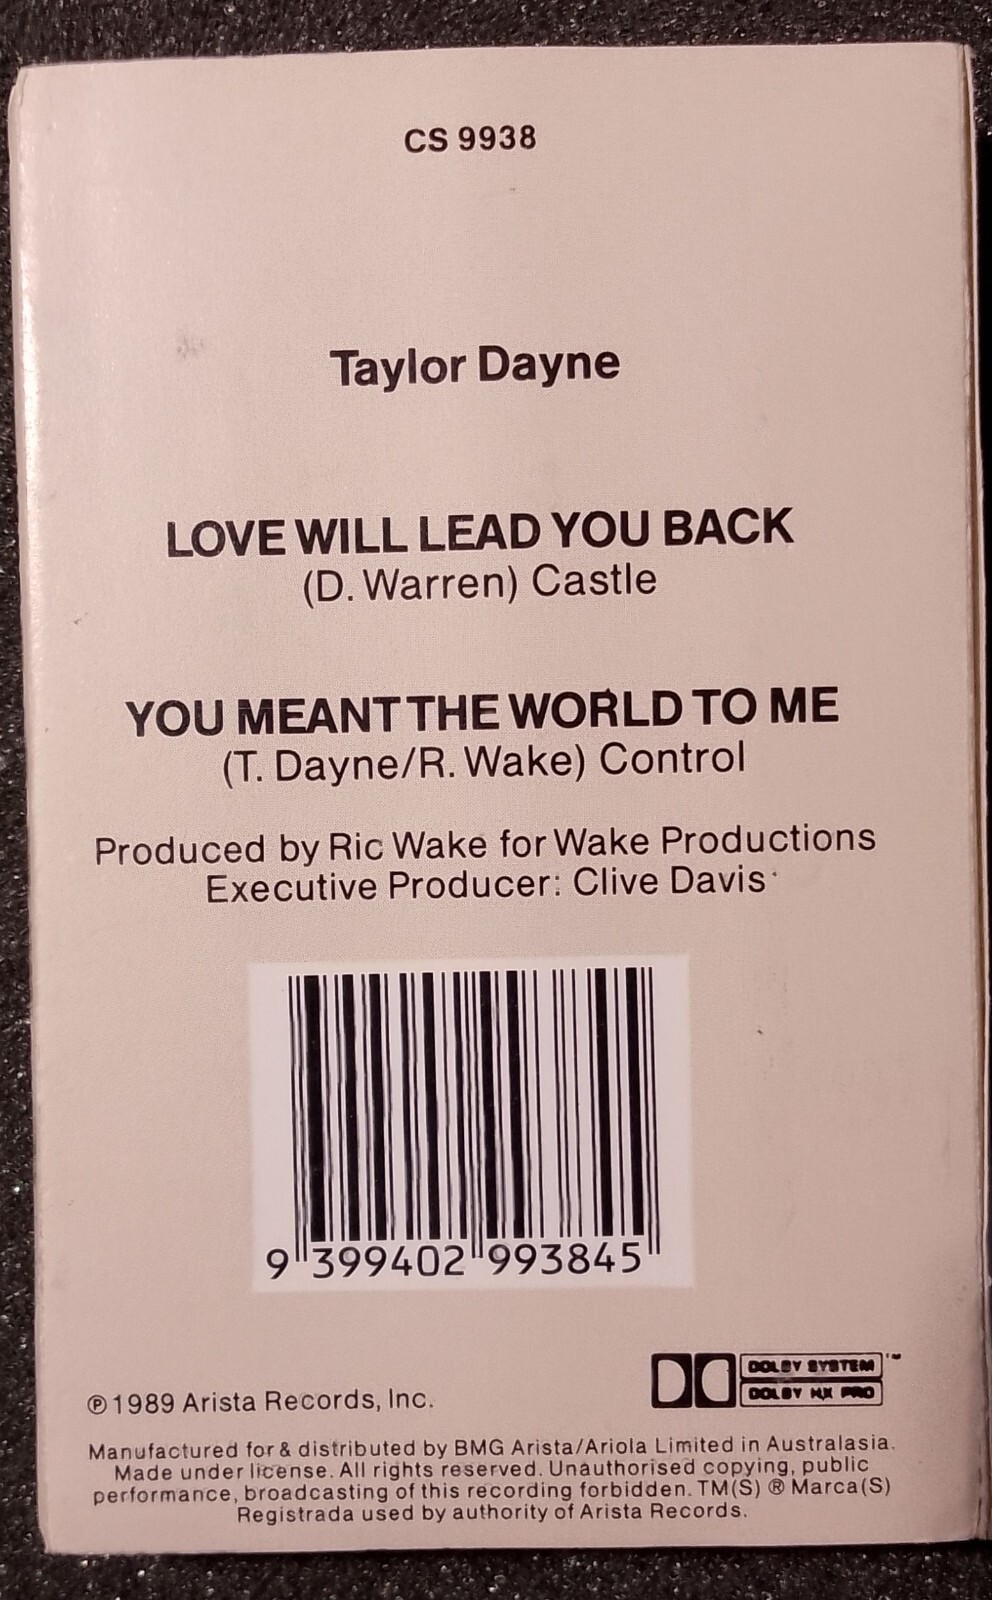 CS 9938
Taylor Dayne
LOVE WILL LEAD YOU BACK
(D. Warren) Castle
YOU MEANT THE WORLD TO ME
(T. Dayne/R. Wake) Control
Produced by Ric Wake for Wake Productions
Executive Producer: Clive Davis
9 399402 993845
DOLBY SYSTEM ™
DOLBY HX PRO
℗ 1989 Arista Records, Inc.
Manufactured for & distributed by BMG Arista/Ariola Limited in Australasia.
Made under license. All rights reserved. Unauthorised copying, public
performance, broadcasting of this recording forbidden. TM(S) ® Marca(S)
Registrada used by authority of Arista Records.